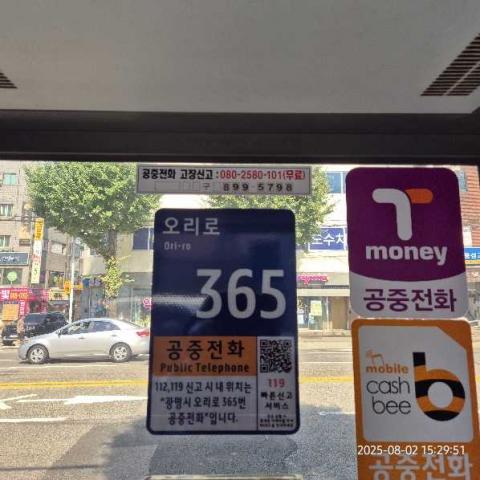 공중전화 고장신고 : 080-2580-101(무료)
899-5798
오리로
Ori-ro
365
공중전화
Public Telephone
112,119 신고 시 내 위치는
"광명시 오리로 365번
공중전화"입니다.
119
빠른신고
서비스
T
money
공중전화
mobile
cash
bee
b
공중전화
도수치
2025-08-02 15:29:51